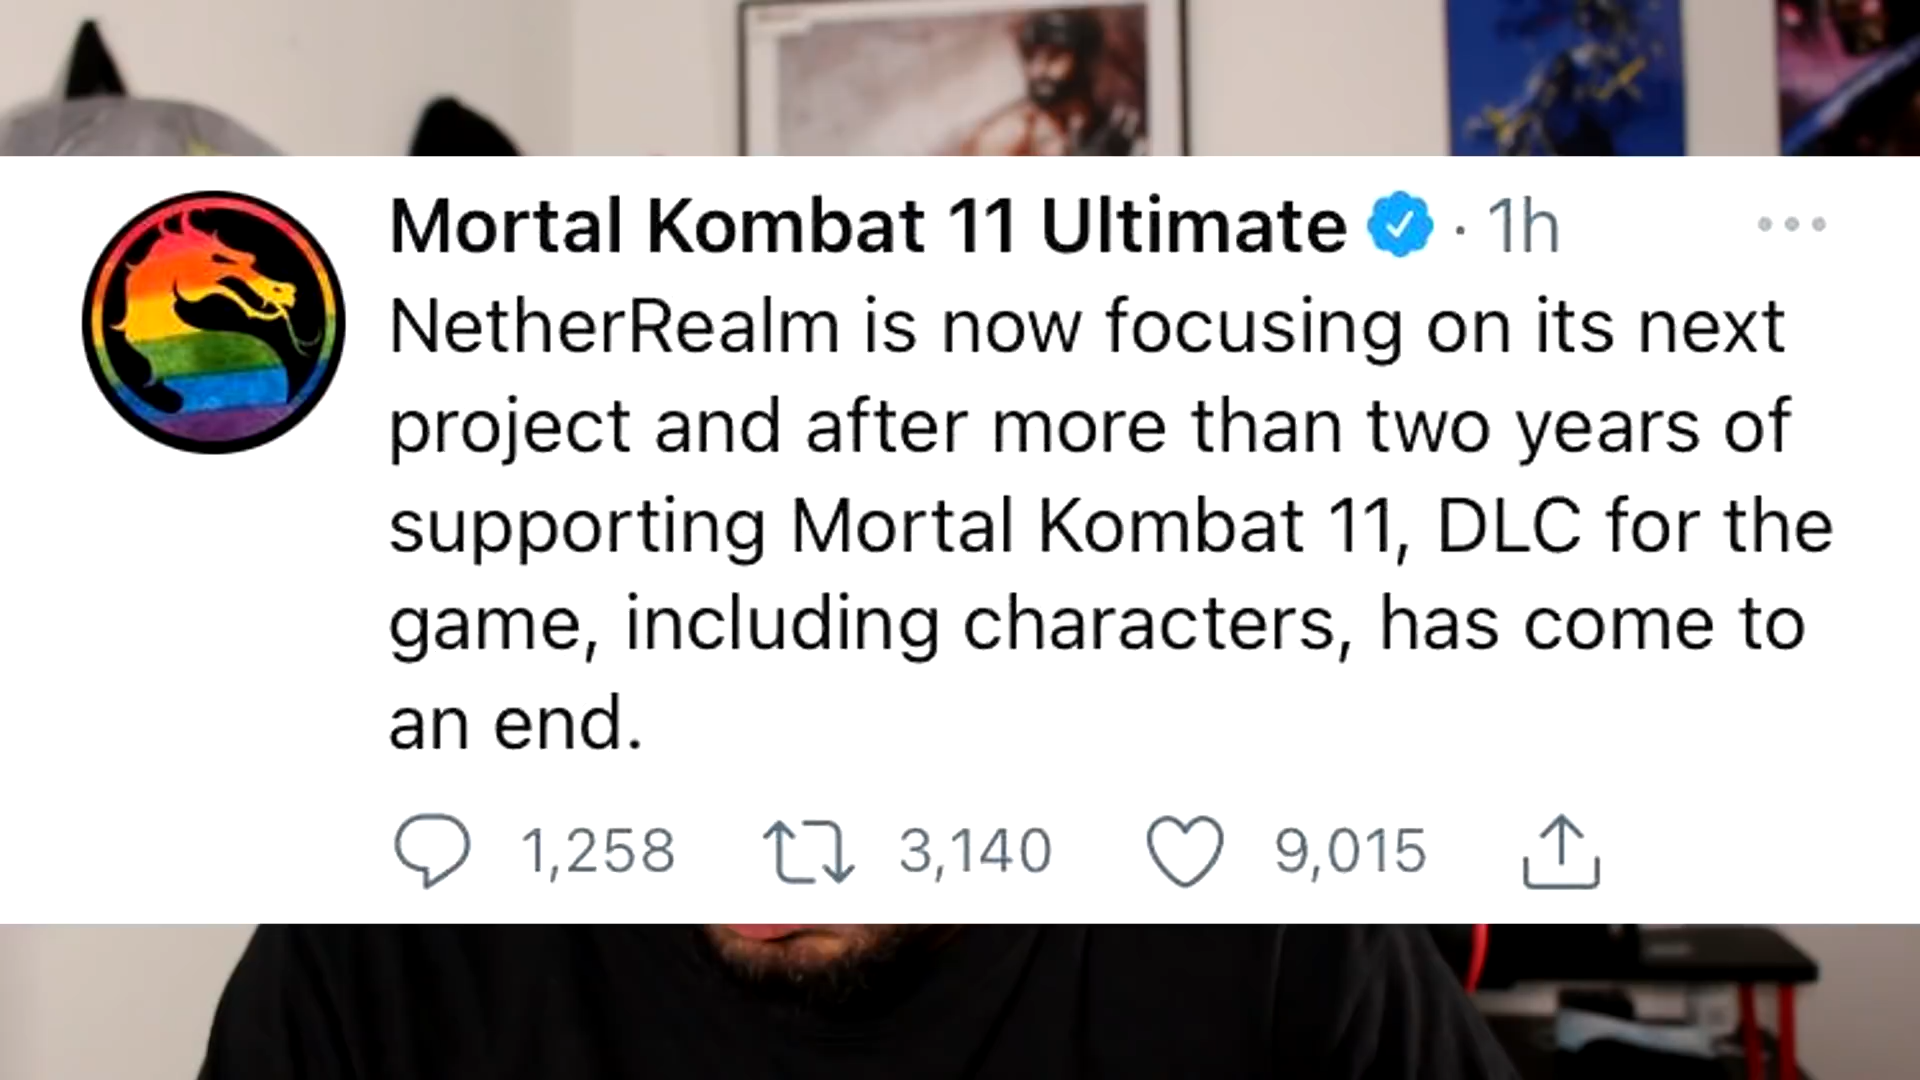 Mortal Kombat 11 Ultimate · 1h
NetherRealm is now focusing on its next
project and after more than two years of
supporting Mortal Kombat 11, DLC for the
game, including characters, has come to
an end.
1,258 3,140 9,015